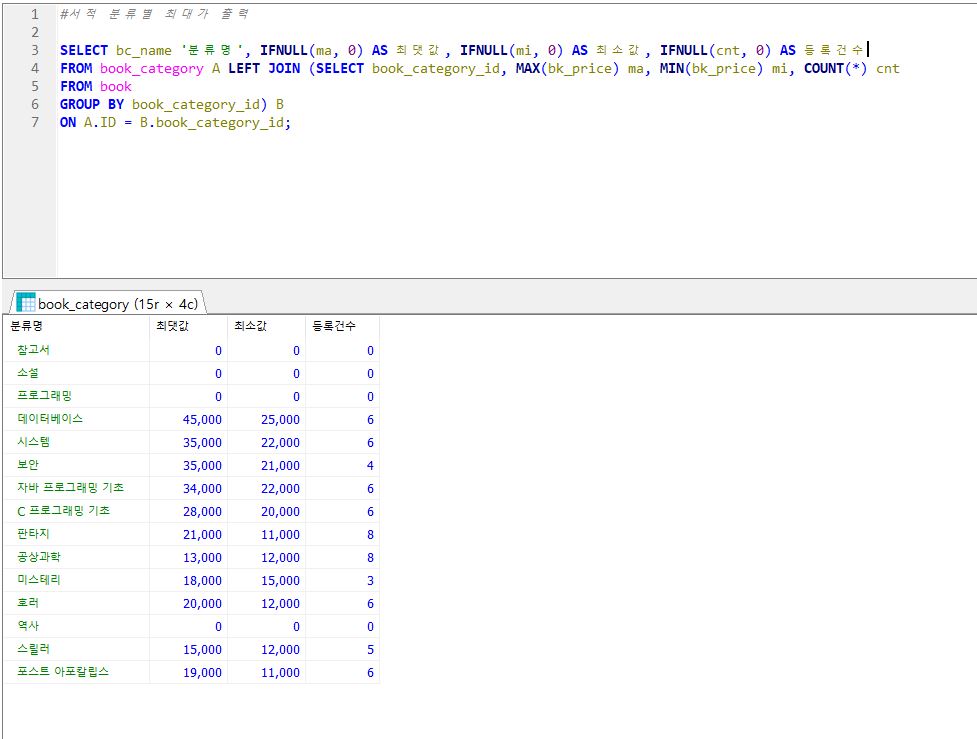 1 #서적 분류별 최대가 출력
2
3 SELECT bc_name '분류명', IFNULL(ma, 0) AS 최댓값, IFNULL(mi, 0) AS 최소값, IFNULL(cnt, 0) AS 등록건수
4 FROM book_category A LEFT JOIN (SELECT book_category_id, MAX(bk_price) ma, MIN(bk_price) mi, COUNT(*) cnt
5 FROM book
6 GROUP BY book_category_id) B
7 ON A.ID = B.book_category_id;
book_category (15r × 4c)
분류명 최댓값 최소값 등록건수
참고서 0 0 0
소설 0 0 0
프로그래밍 0 0 0
데이터베이스 45,000 25,000 6
시스템 35,000 22,000 6
보안 35,000 21,000 4
자바 프로그래밍 기초 34,000 22,000 6
C 프로그래밍 기초 28,000 20,000 6
판타지 21,000 11,000 8
공상과학 13,000 12,000 8
미스테리 18,000 15,000 3
호러 20,000 12,000 6
역사 0 0 0
스릴러 15,000 12,000 5
포스트 아포칼립스 19,000 11,000 6